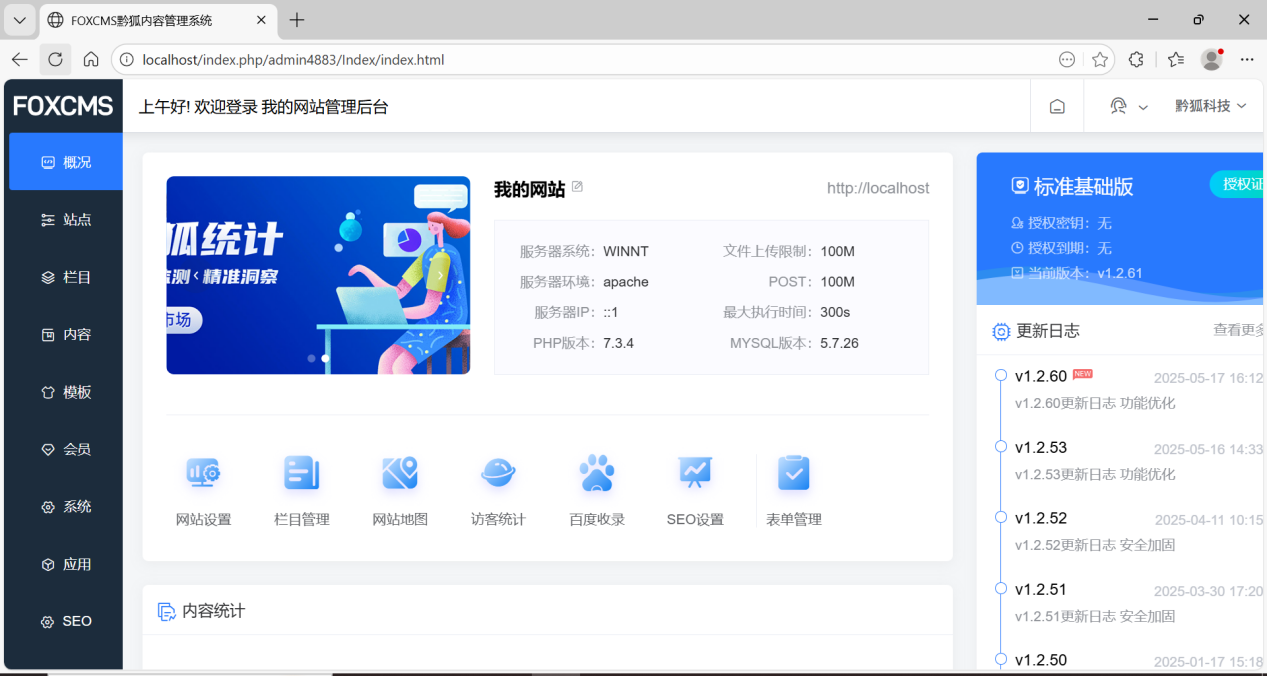 FOXCMS黔狐内容管理系统
localhost/index.php/admin4883/Index/index.html
FOXCMS
上午好! 欢迎登录 我的网站管理后台
黔狐科技
概况
站点
栏目
内容
模板
会员
系统
应用
SEO
狐统计
监测 精准洞察
市场
我的网站
http://localhost
服务器系统： WINNT
文件上传限制： 100M
服务器环境： apache
POST： 100M
服务器IP： ::1
最大执行时间： 300s
PHP版本： 7.3.4
MYSQL版本： 5.7.26
网站设置
栏目管理
网站地图
访客统计
百度收录
SEO设置
表单管理
内容统计
标准基础版
授权证
授权密钥： 无
授权到期： 无
当前版本： v1.2.61
更新日志
查看更多
v1.2.60 NEW
2025-05-17 16:12
v1.2.60更新日志 功能优化
v1.2.53
2025-05-16 14:33
v1.2.53更新日志 功能优化
v1.2.52
2025-04-11 10:15
v1.2.52更新日志 安全加固
v1.2.51
2025-03-30 17:20
v1.2.51更新日志 安全加固
v1.2.50
2025-01-17 15:18